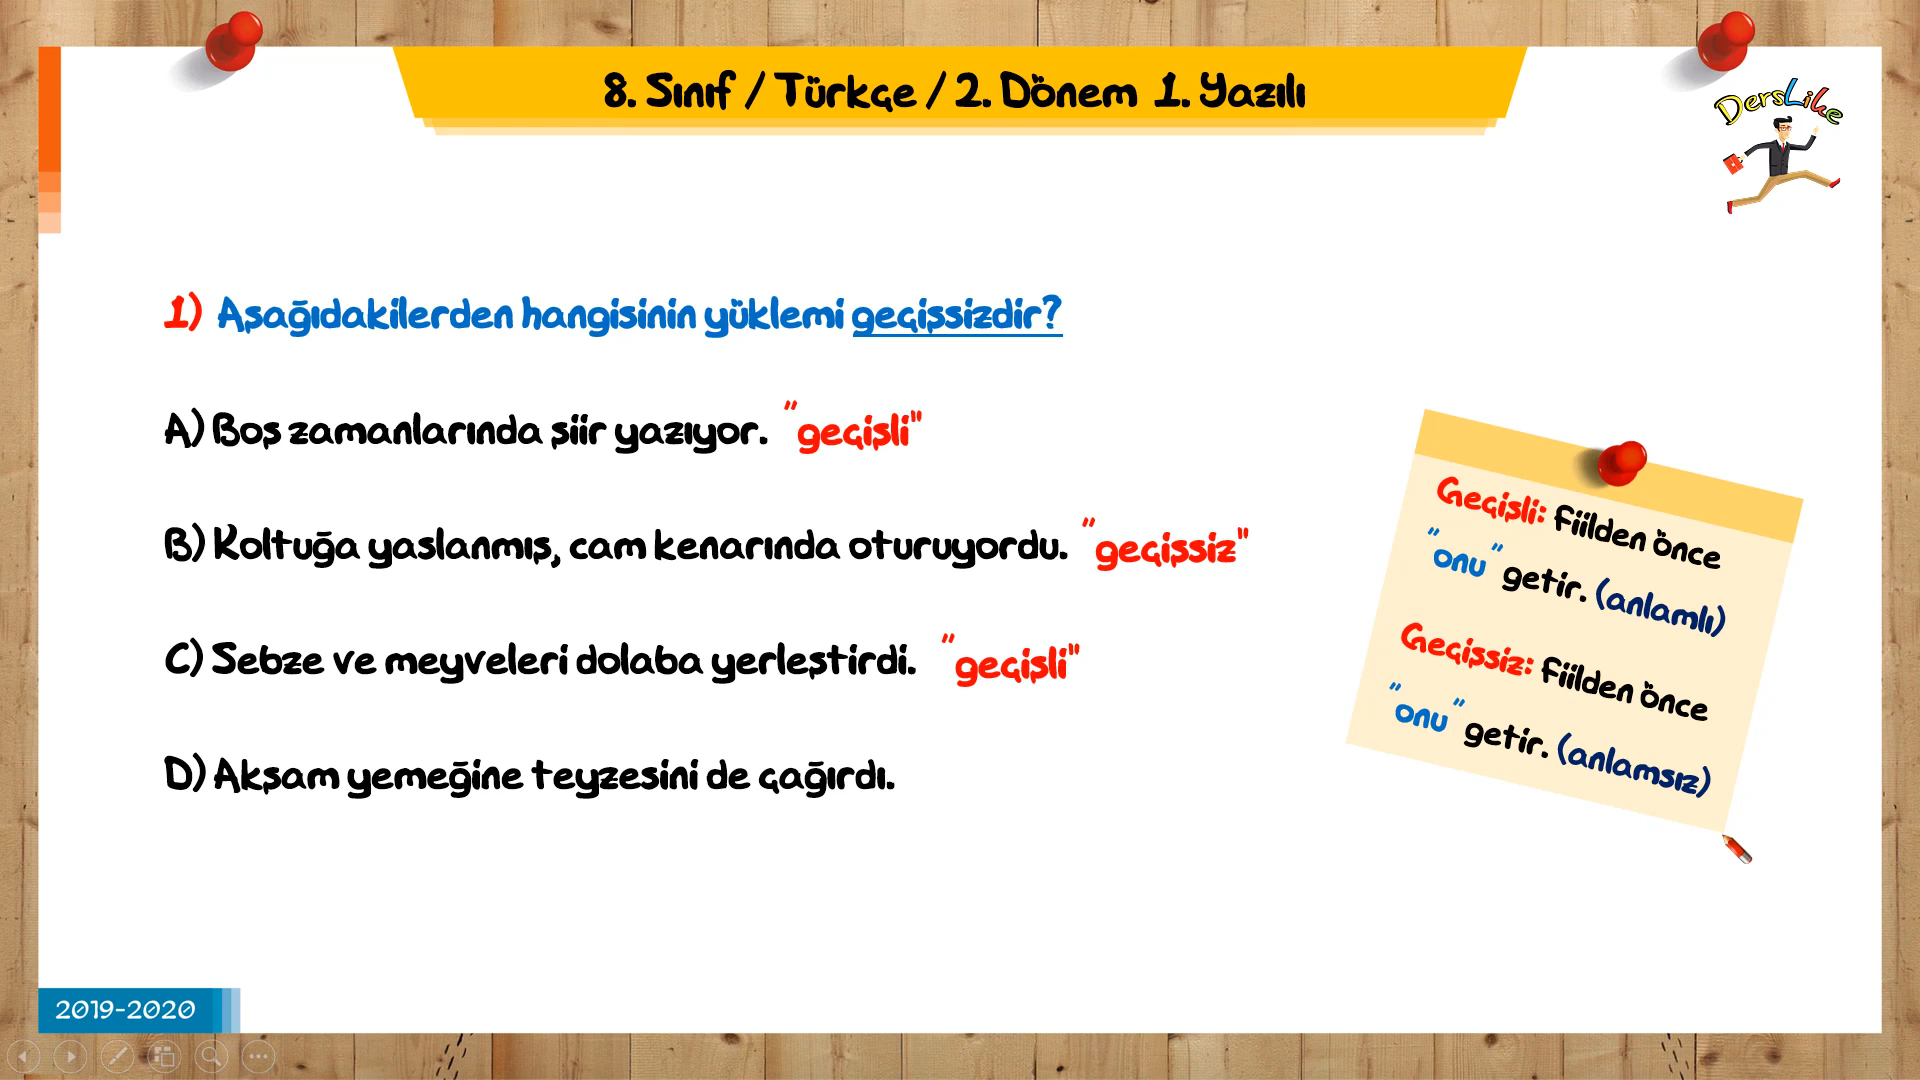 8. Sınıf / Türkçe / 2. Dönem 1. Yazılı
DersLike
1) Aşağıdakilerden hangisinin yüklemi geçişsizdir?
A) Boş zamanlarında şiir yazıyor. "geçişli"
B) Koltuğa yaslanmış, cam kenarında oturuyordu. "geçişsiz"
C) Sebze ve meyveleri dolaba yerleştirdi. "geçişli"
D) Akşam yemeğine teyzesini de çağırdı.
Geçişli: Fiilden önce
"onu" getir. (anlamlı)
Geçişsiz: Fiilden önce
"onu" getir. (anlamsız)
2019-2020